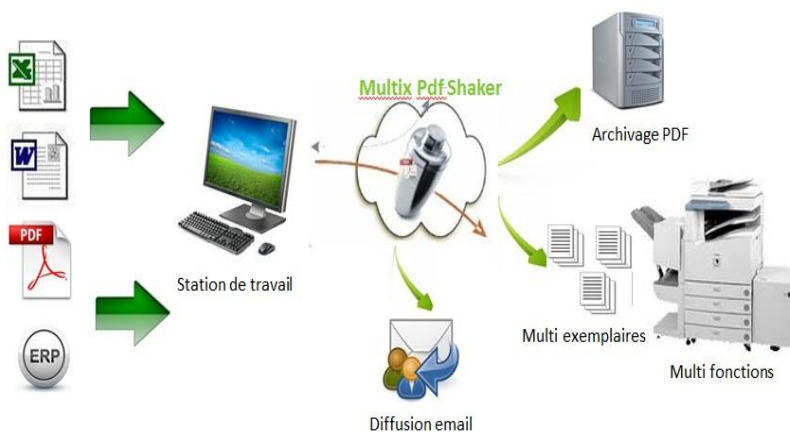 Multix Pdf Shaker
Archivage PDF
W
PDF
Station de travail
ERP
Multi exemplaires
Multi fonctions
Diffusion email